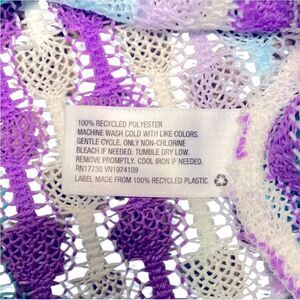 100% RECYCLED POLYESTER
MACHINE WASH COLD WITH LIKE COLORS
GENTLE CYCLE. ONLY NON-CHLORINE
BLEACH IF NEEDED. TUMBLE DRY LOW.
REMOVE PROMPTLY. COOL IRON IF NEEDED.
RN17730 VN1974109
LABEL MADE FROM 100% RECYCLED PLASTIC